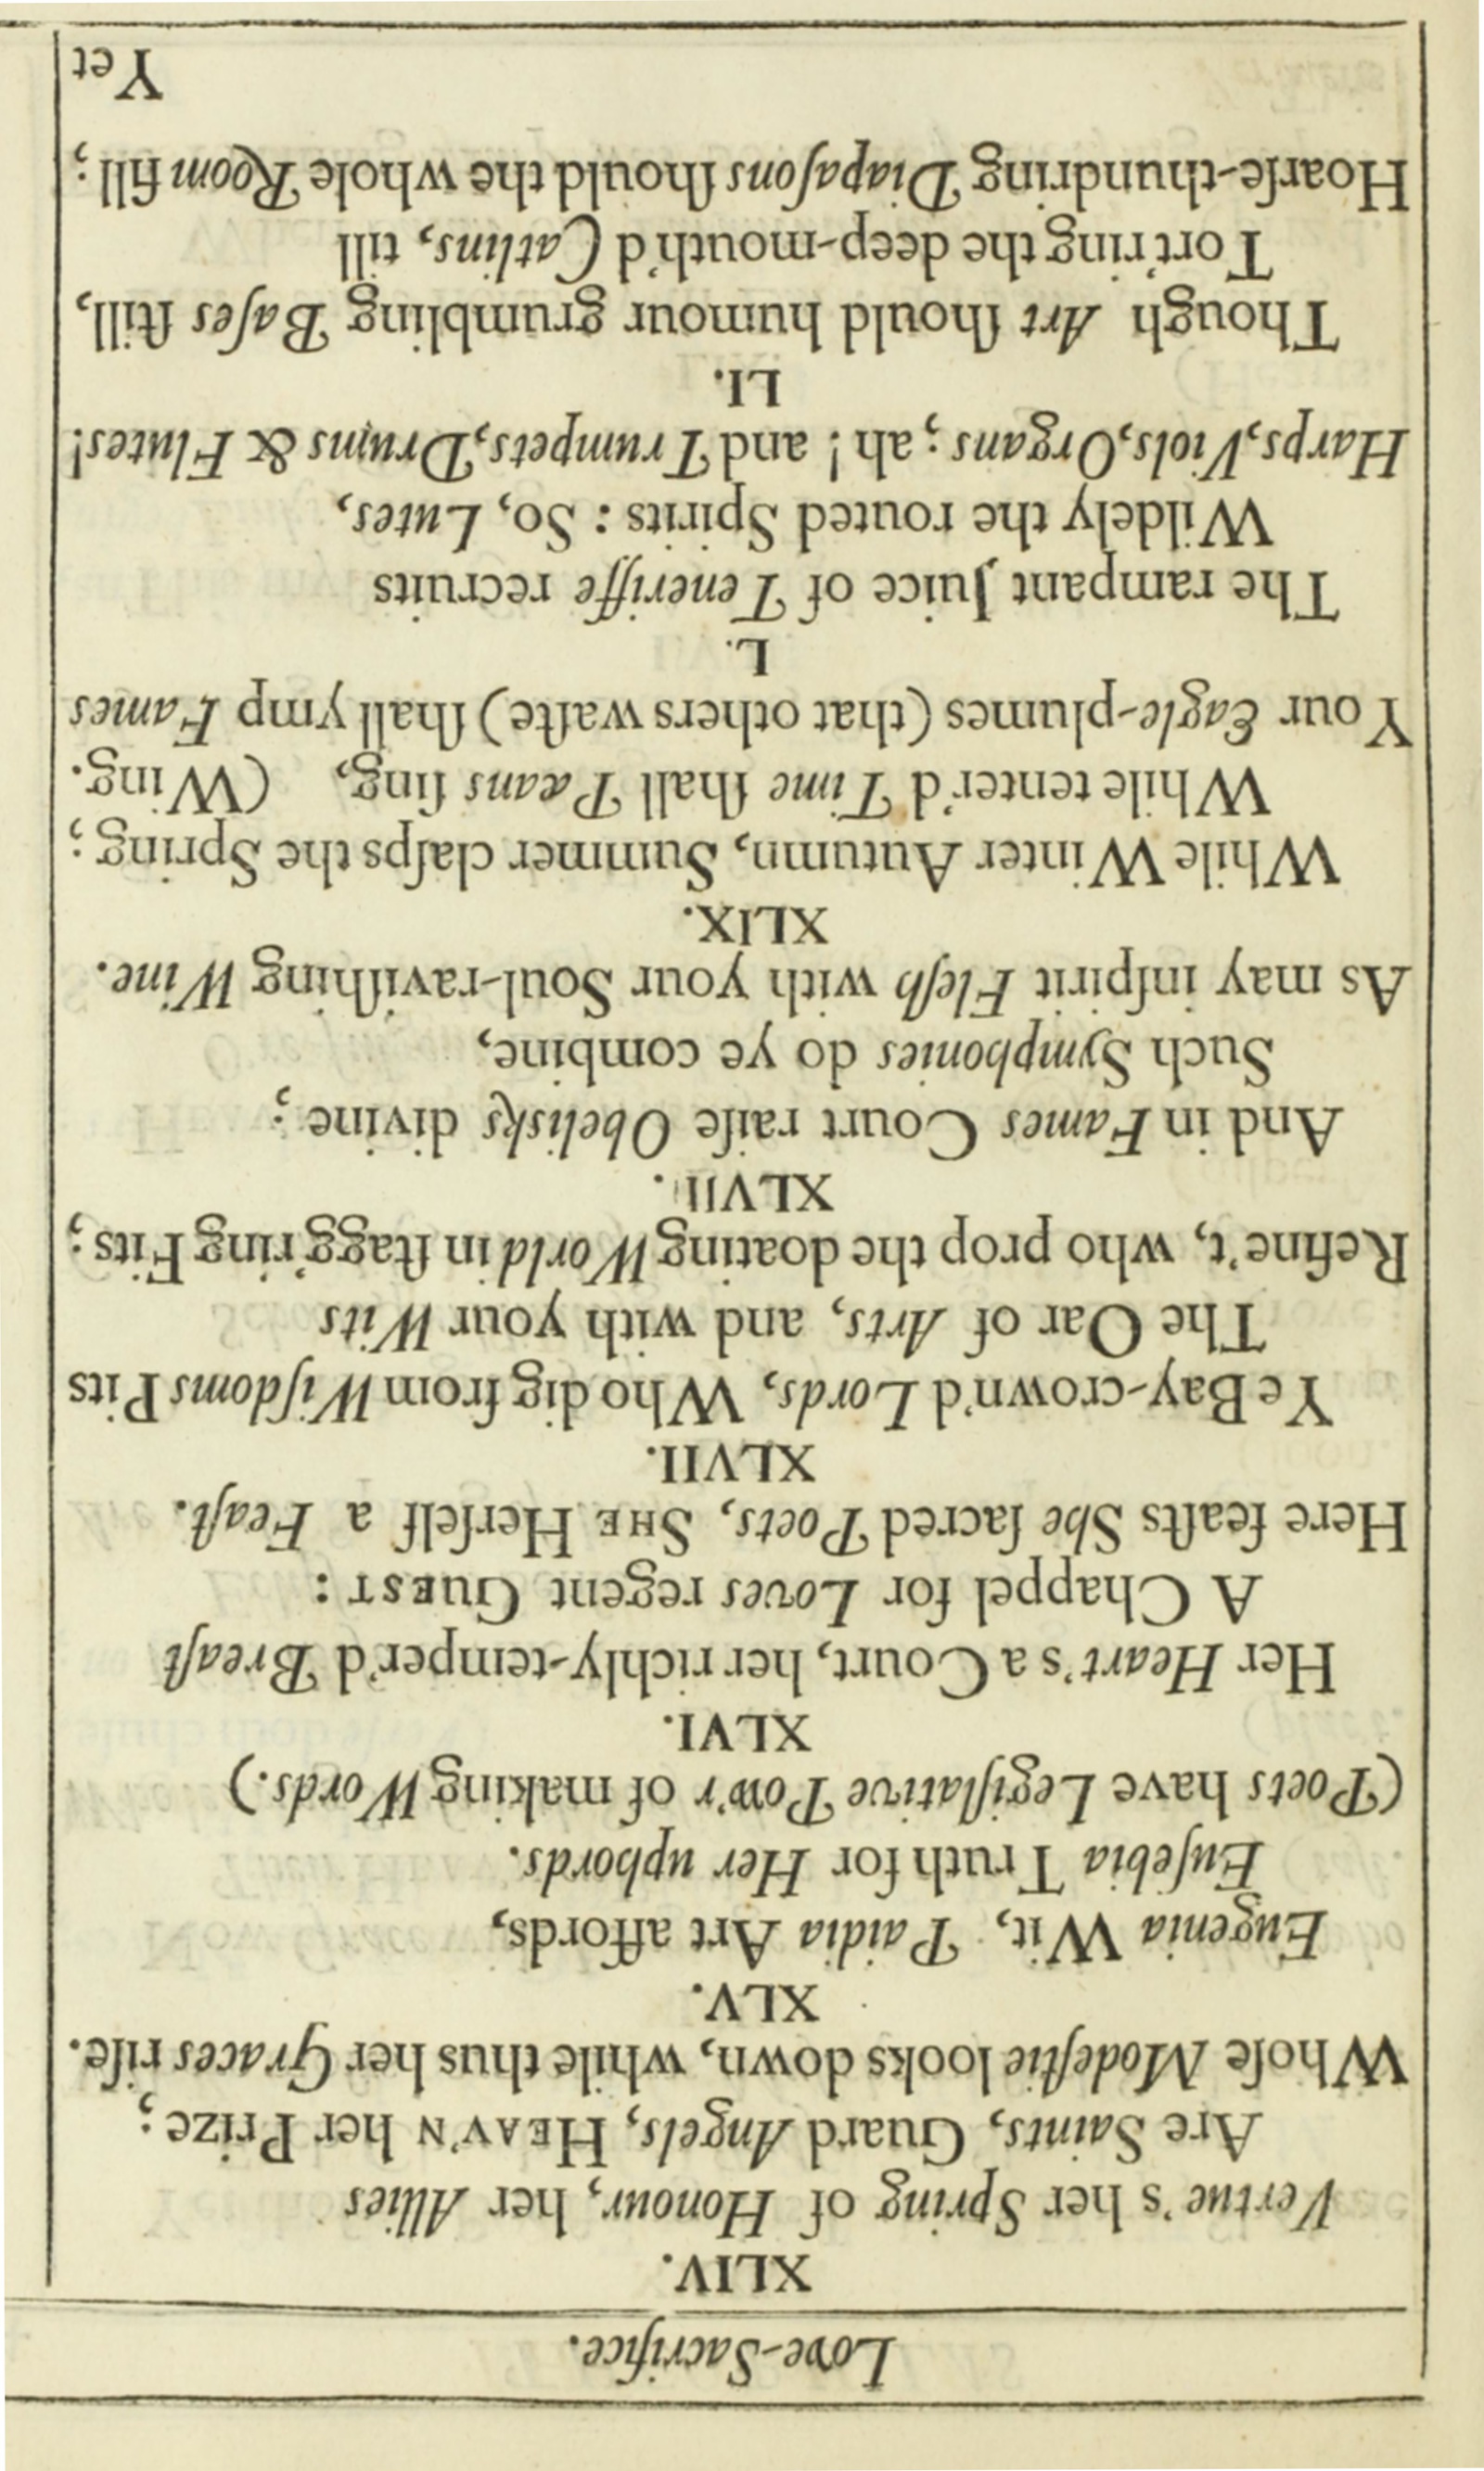 Love-Sacrifice.
XLIV.
Vertue's her Spring of Honour, her Allies
Are Saints, Guard Angels, HEAV'N her Prize;
Whoſe Modeſtie looks down, while thus her Graces riſe.
XLV.
Eugenia Wit, Paidia Art affords,
Euſebia Truth for Her uphords.
(Poets have Legiſlative Pow'r of making Words.)
XLVI.
Her Heart's a Court, her richly-temper'd Breaſt
A Chappel for Loves regent GUEST:
Here feaſts She ſacred Poets, SHE Herſelf a Feaſt.
XLVII.
Ye Bay-crown'd Lords, Who dig from Wiſdoms Pits
The Oar of Arts, and with your Wits
Refine't, who prop the doating World in ſtagg'ring Fits;
XLVIII.
And in Fames Court raiſe Obelisks divine;
Such Symphonies do ye combine,
As may inſpirit Fleſh with your Soul-raviſhing Wine.
XLIX.
While Winter Autumn, Summer claſps the Spring;
While tenter'd Time ſhall Pæans ſing, (Wing.
Your Eagle-plumes (that others waſte) ſhall ymp Fames
L.
The rampant Juice of Teneriffe recruits
Wildely the routed Spirits: So, Lutes,
Harps, Viols, Organs; ah! and Trumpets, Drums & Flutes!
LI.
Though Art ſhould humour grumbling Baſes ſtill,
Tort'ring the deep-mouth'd Catlins, till
Hoarſe-thundring Diapaſons ſhould the whole Room fill;
Yet